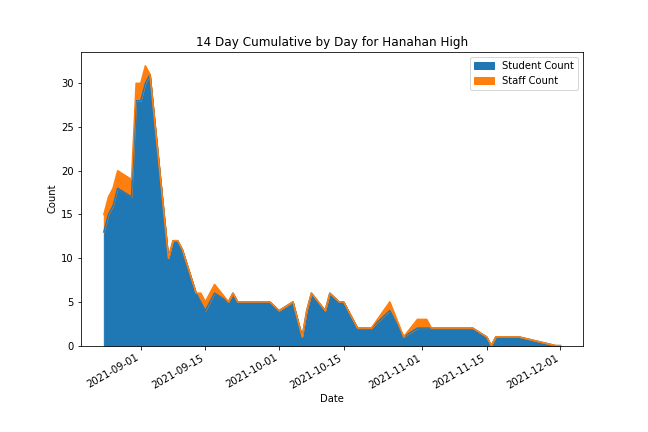 14 Day Cumulative by Day for Hanahan High
Student Count
Staff Count
30
25
20
15
10
5
0
Count
2021-09-01
2021-09-15
2021-10-01
2021-10-15
2021-11-01
2021-11-15
2021-12-01
Date